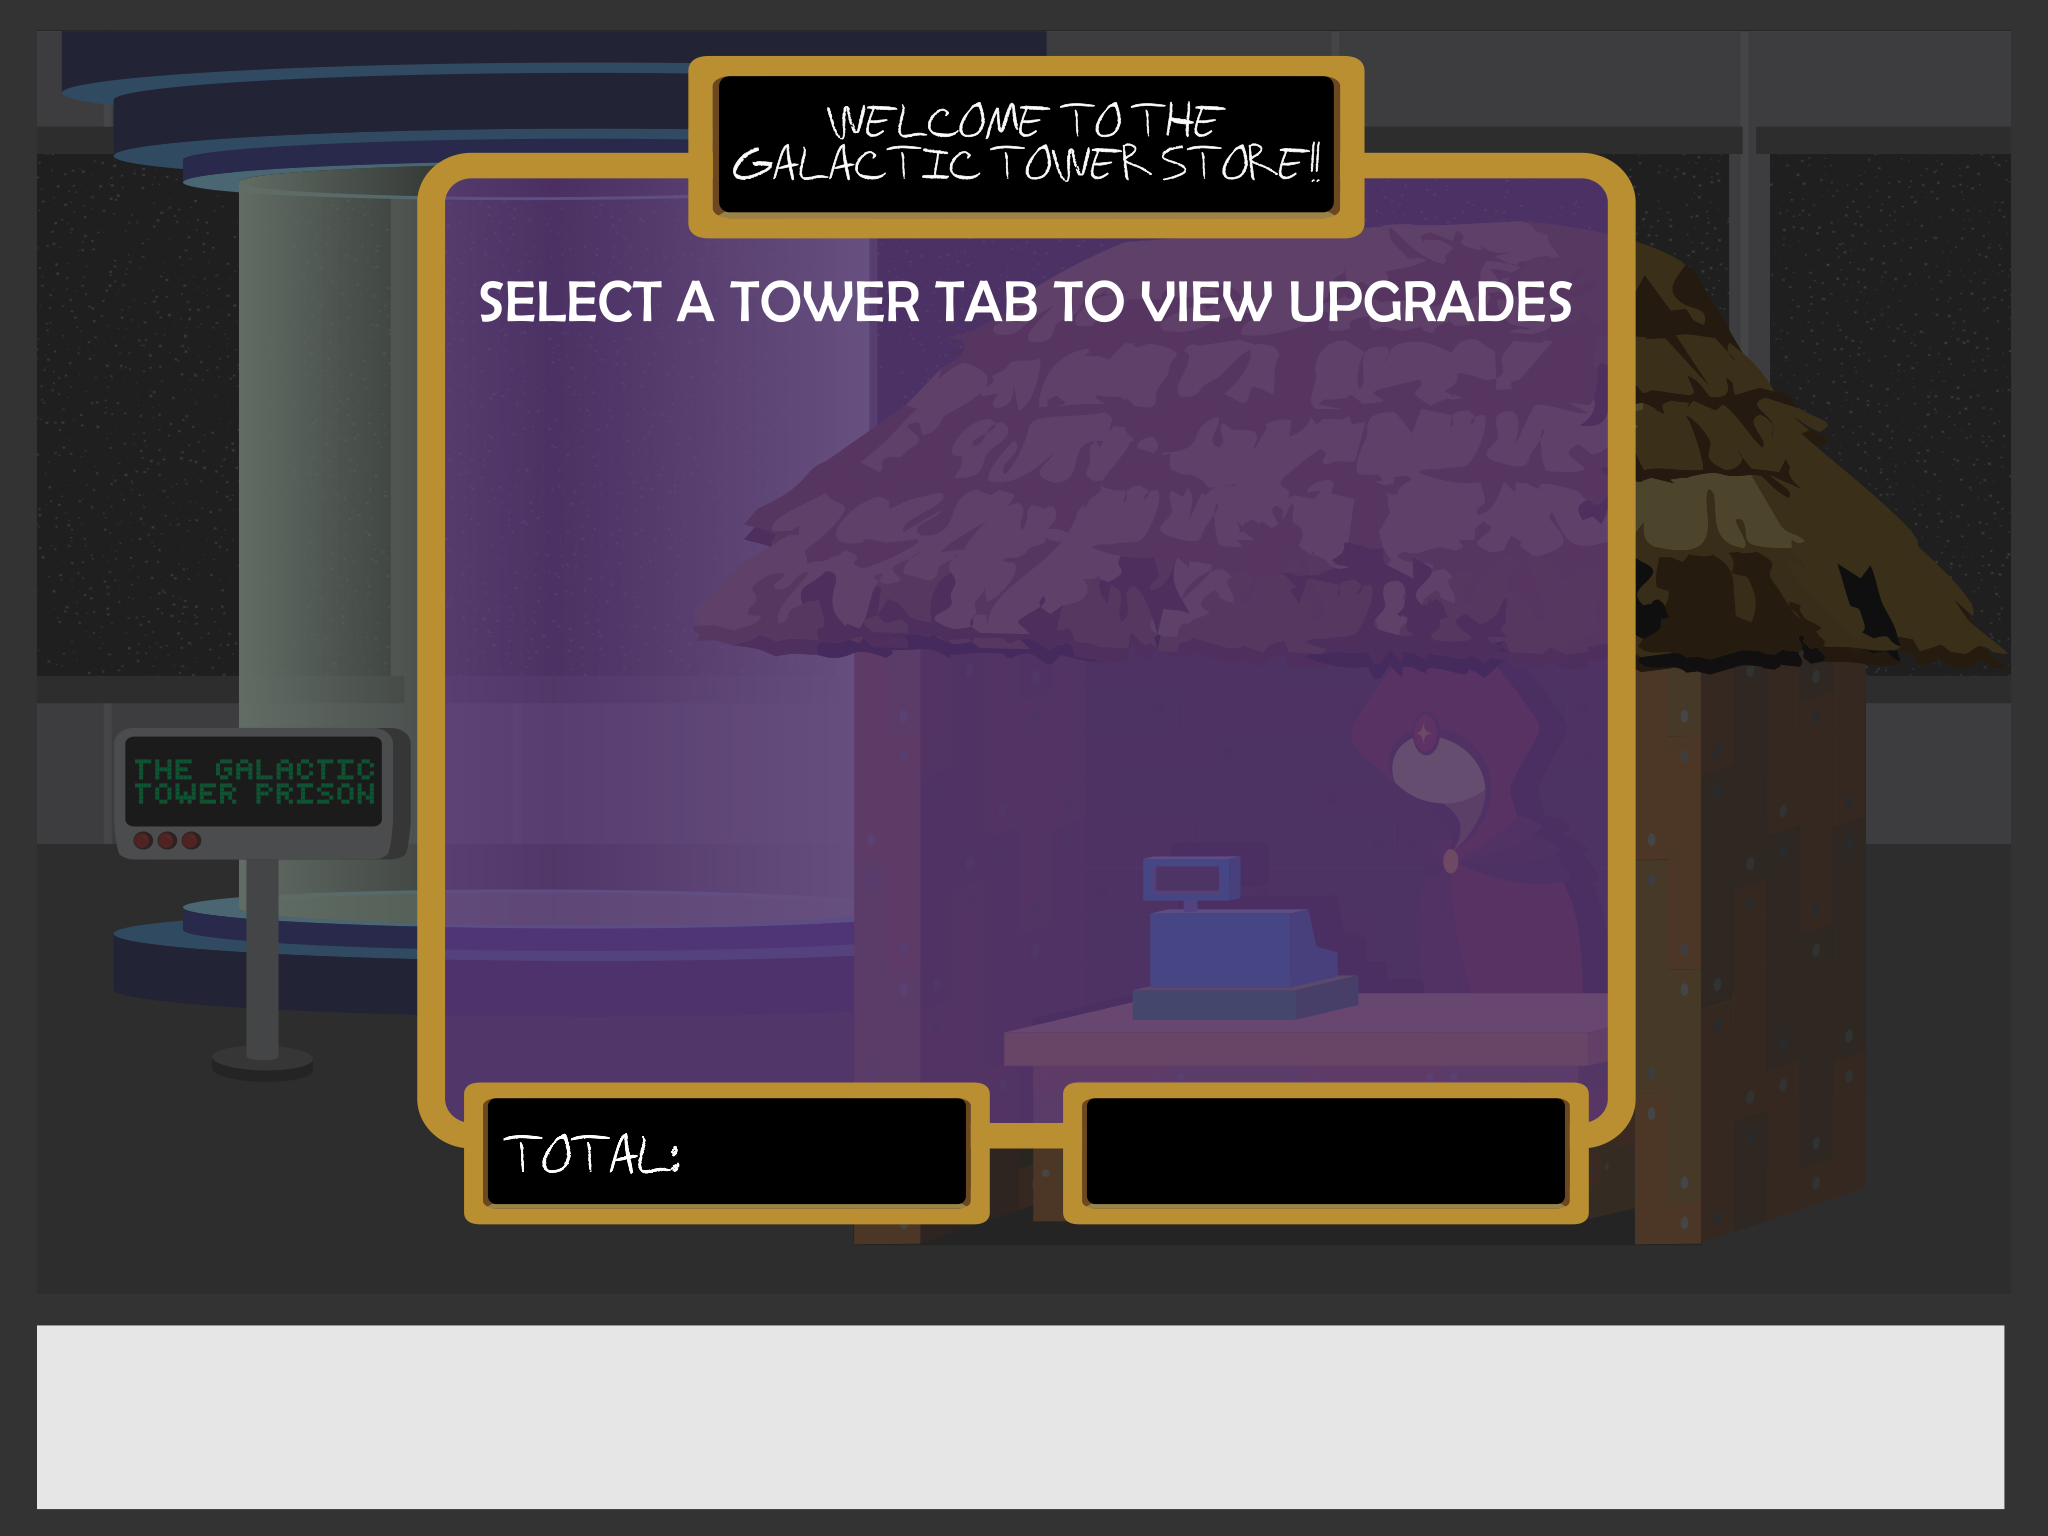 WELCOME TO THE
GALACTIC TOWER STORE!!
SELECT A TOWER TAB TO VIEW UPGRADES
THE GALACTIC
TOWER PRISON
TOTAL: